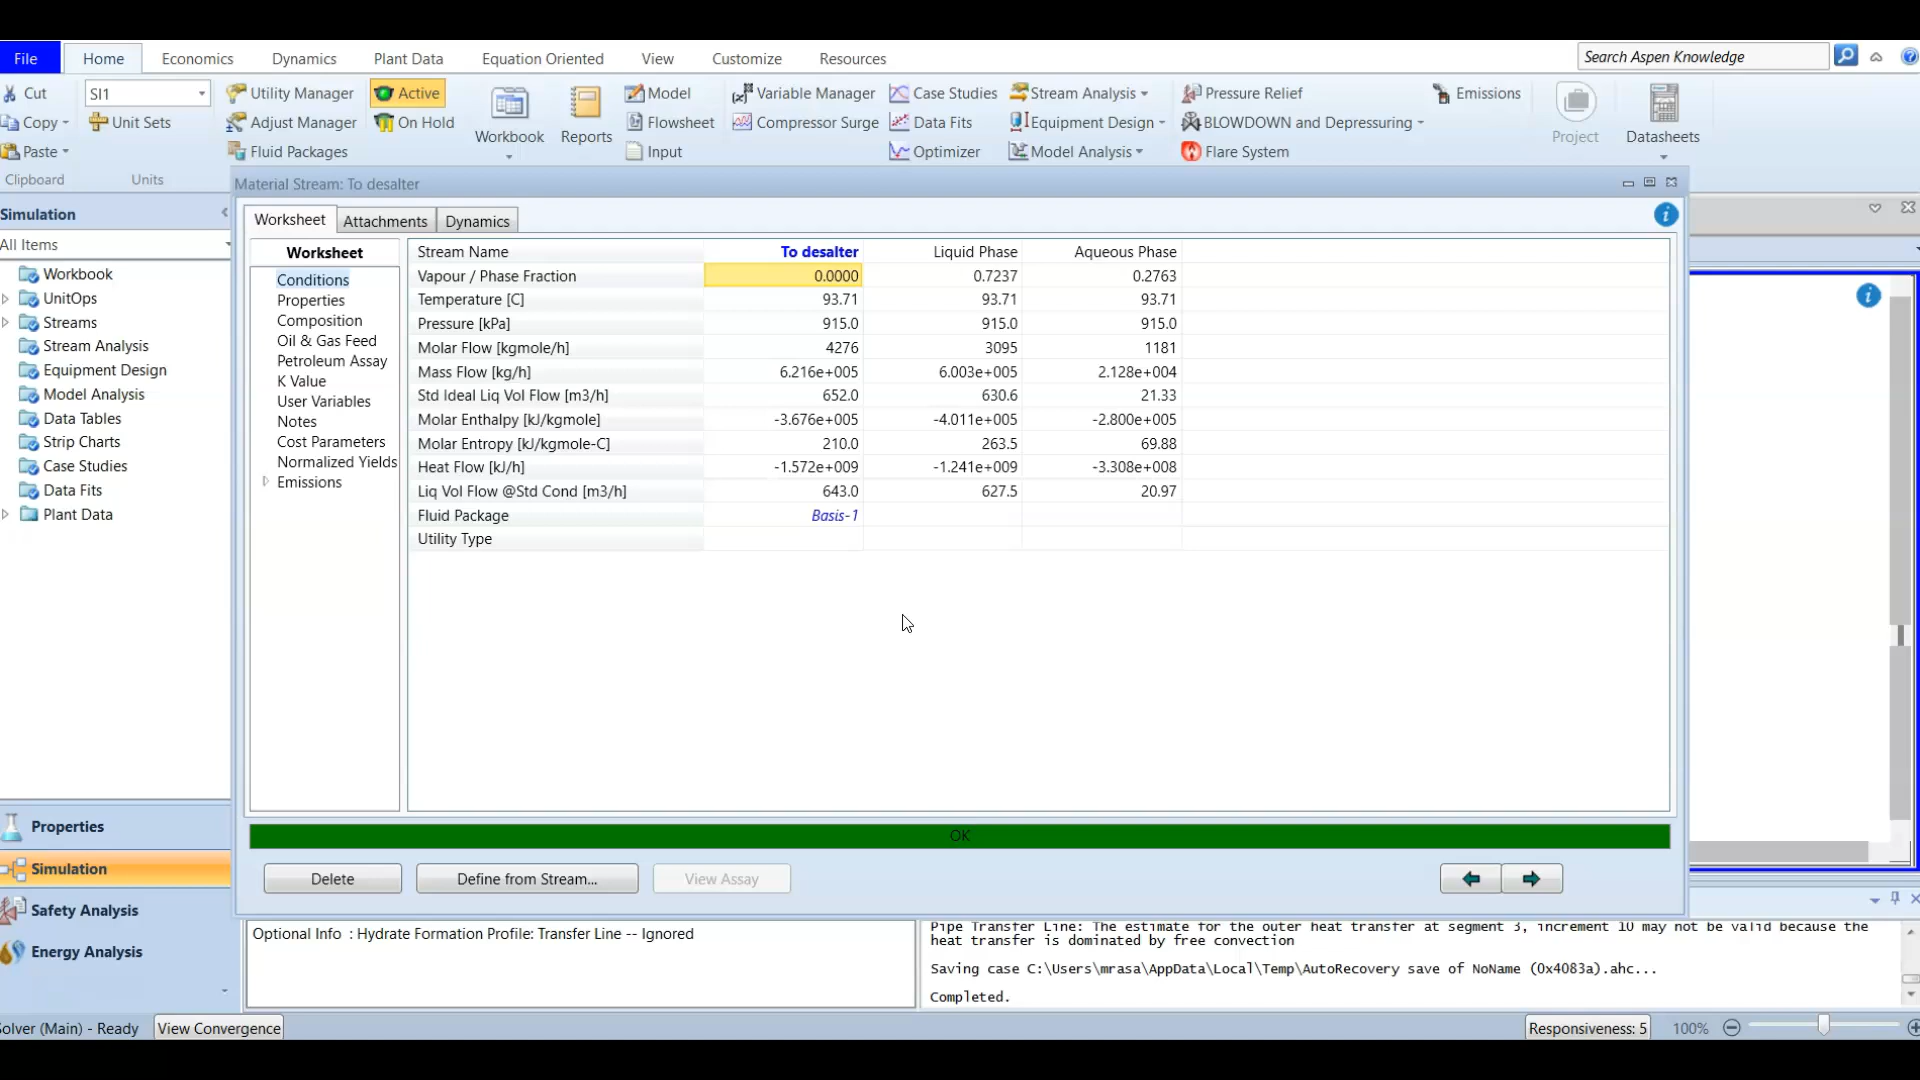 File Home Economics Dynamics Plant Data Equation Oriented View Customize Resources Search Aspen Knowledge
Cut SI1 Utility Manager Active Model Variable Manager Case Studies Stream Analysis Pressure Relief Emissions
Copy Unit Sets Adjust Manager On Hold Workbook Reports Flowsheet Compressor Surge Data Fits Equipment Design BLOWDOWN and Depressuring Project Datasheets
Paste Fluid Packages Input Optimizer Model Analysis Flare System
Clipboard Units
Material Stream: To desalter
Simulation
All Items
Workbook
UnitOps
Streams
Stream Analysis
Equipment Design
Model Analysis
Data Tables
Strip Charts
Case Studies
Data Fits
Plant Data
Properties
Simulation
Safety Analysis
Energy Analysis
Worksheet Attachments Dynamics
Worksheet
Conditions
Properties
Composition
Oil & Gas Feed
Petroleum Assay
K Value
User Variables
Notes
Cost Parameters
Normalized Yields
Emissions
Stream Name To desalter Liquid Phase Aqueous Phase
Vapour / Phase Fraction 0.0000 0.7237 0.2763
Temperature [C] 93.71 93.71 93.71
Pressure [kPa] 915.0 915.0 915.0
Molar Flow [kgmole/h] 4276 3095 1181
Mass Flow [kg/h] 6.216e+005 6.003e+005 2.128e+004
Std Ideal Liq Vol Flow [m3/h] 652.0 630.6 21.33
Molar Enthalpy [kJ/kgmole] -3.676e+005 -4.011e+005 -2.800e+005
Molar Entropy [kJ/kgmole-C] 210.0 263.5 69.88
Heat Flow [kJ/h] -1.572e+009 -1.241e+009 -3.308e+008
Liq Vol Flow @Std Cond [m3/h] 643.0 627.5 20.97
Fluid Package Basis-1
Utility Type
OK
Delete Define from Stream... View Assay
Optional Info : Hydrate Formation Profile: Transfer Line -- Ignored
Pipe Transfer Line: The estimate for the outer heat transfer at segment 3, increment 10 may not be valid because the
heat transfer is dominated by free convection
Saving case C:\Users\mrasa\AppData\Local\Temp\AutoRecovery save of NoName (0x4083a).ahc...
Completed.
Solver (Main) - Ready View Convergence Responsiveness: 5 100%